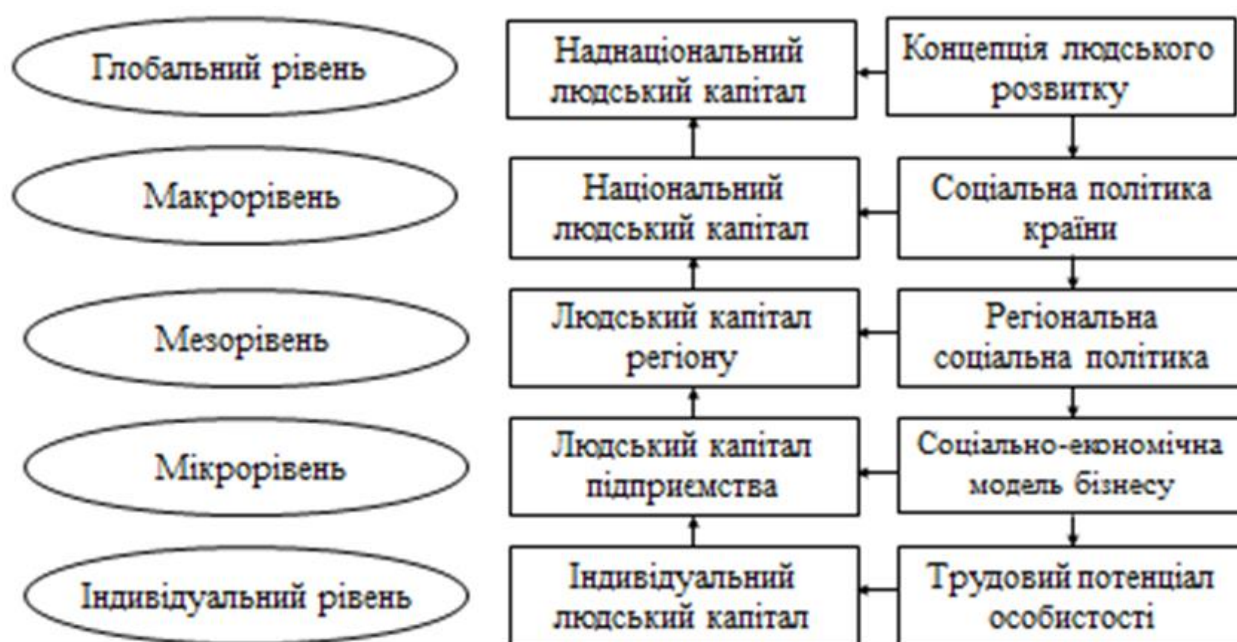 Глобальний рівень
Наднаціональний
людський капітал
Концепція людського
розвитку
Макрорівень
Національний
людський капітал
Соціальна політика
країни
Мезорівень
Людський капітал
регіону
Регіональна
соціальна політика
Мікрорівень
Людський капітал
підприємства
Соціально-економічна
модель бізнесу
Індивідуальний рівень
Індивідуальний
людський капітал
Трудовий потенціал
особистості